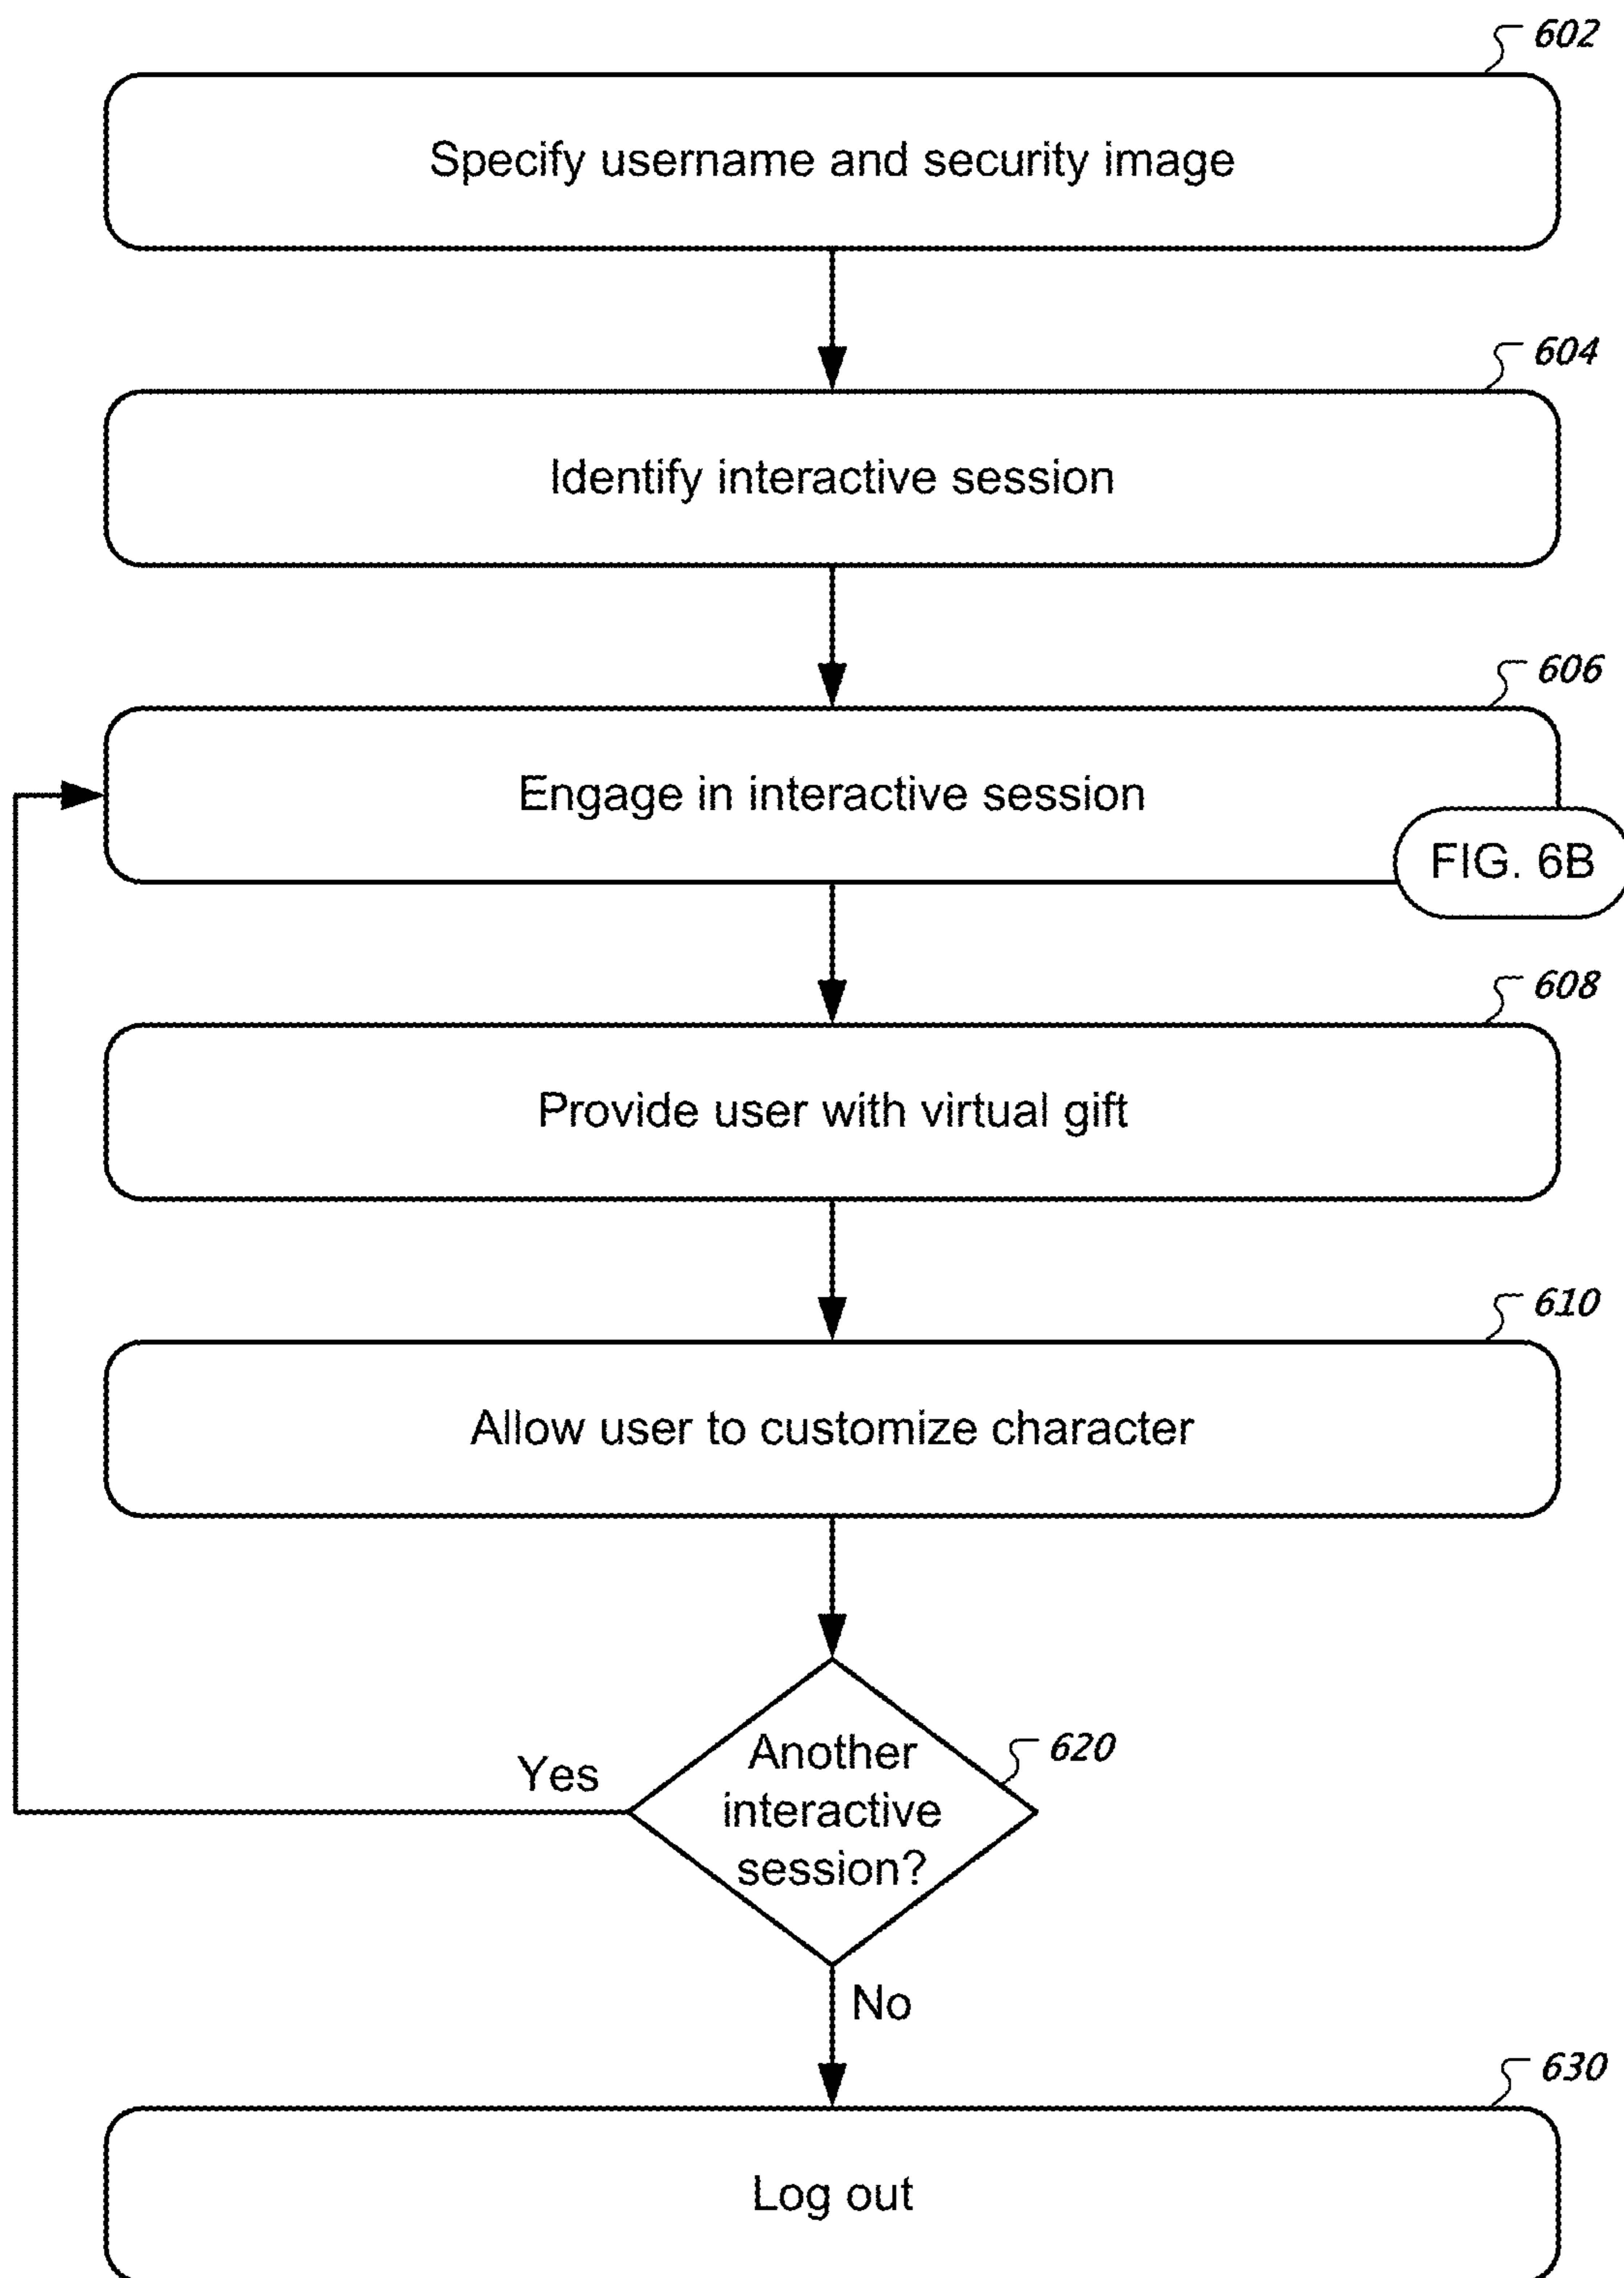 602
Specify username and security image
604
Identify interactive session
606
Engage in interactive session
FIG. 6B
608
Provide user with virtual gift
610
Allow user to customize character
620
Another
interactive
session?
Yes
No
630
Log out